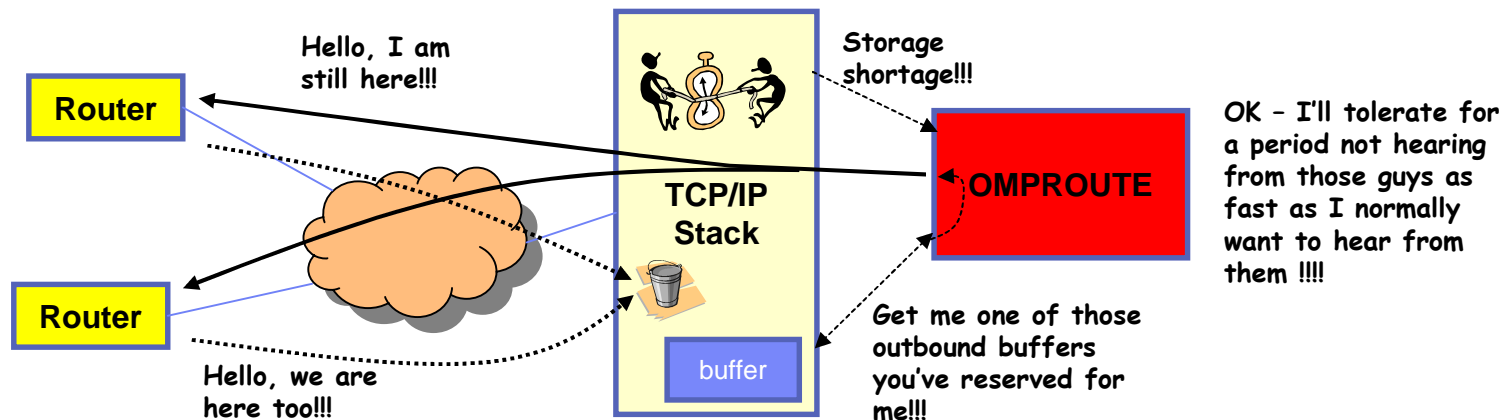 Hello, I am
still here!!!
Storage
shortage!!!
Router
OK – I'll tolerate for
a period not hearing
from those guys as
fast as I normally
want to hear from
them !!!!
OMPROUTE
TCP/IP
Stack
Router
Get me one of those
outbound buffers
you've reserved for
me!!!
buffer
Hello, we are
here too!!!